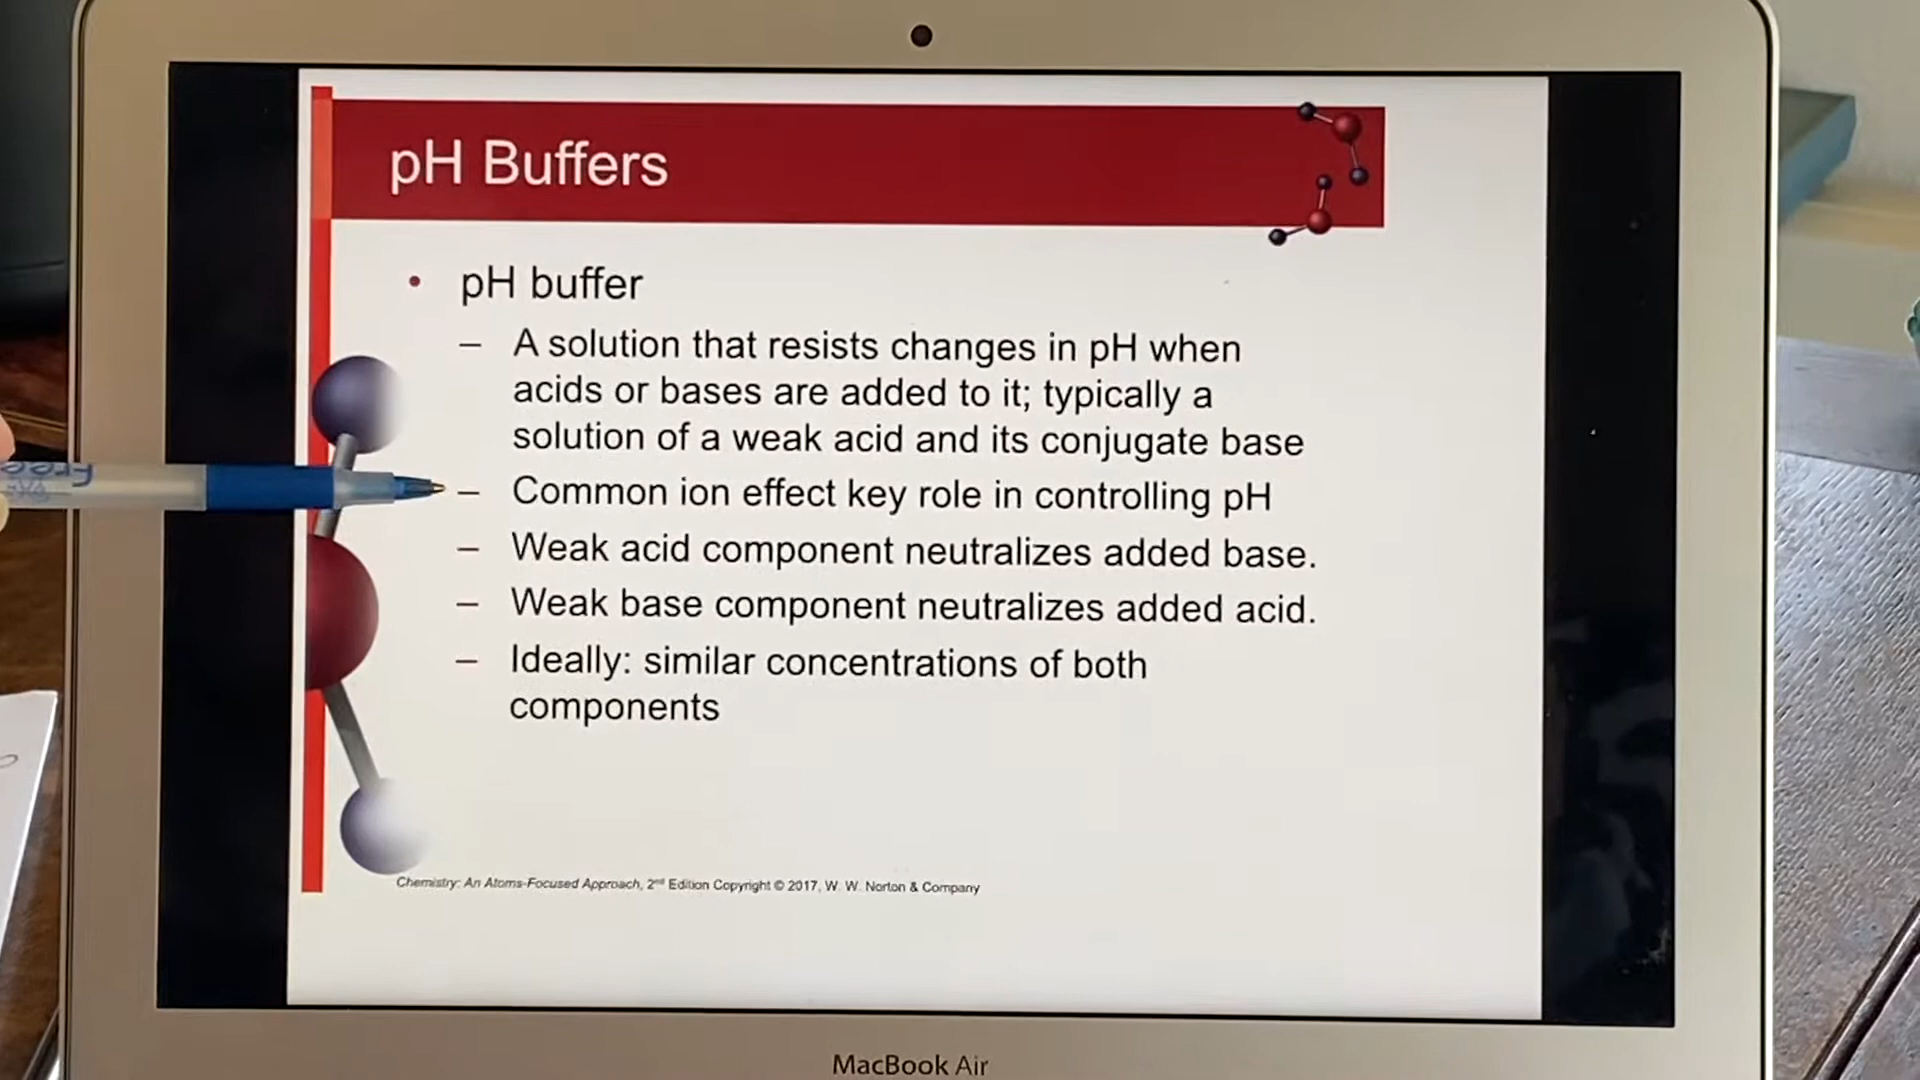 pH Buffers
• pH buffer
– A solution that resists changes in pH when
acids or bases are added to it; typically a
solution of a weak acid and its conjugate base
– Common ion effect key role in controlling pH
– Weak acid component neutralizes added base.
– Weak base component neutralizes added acid.
– Ideally: similar concentrations of both
components
Chemistry: An Atoms-Focused Approach, 2nd Edition Copyright © 2017, W. W. Norton & Company
MacBook Air